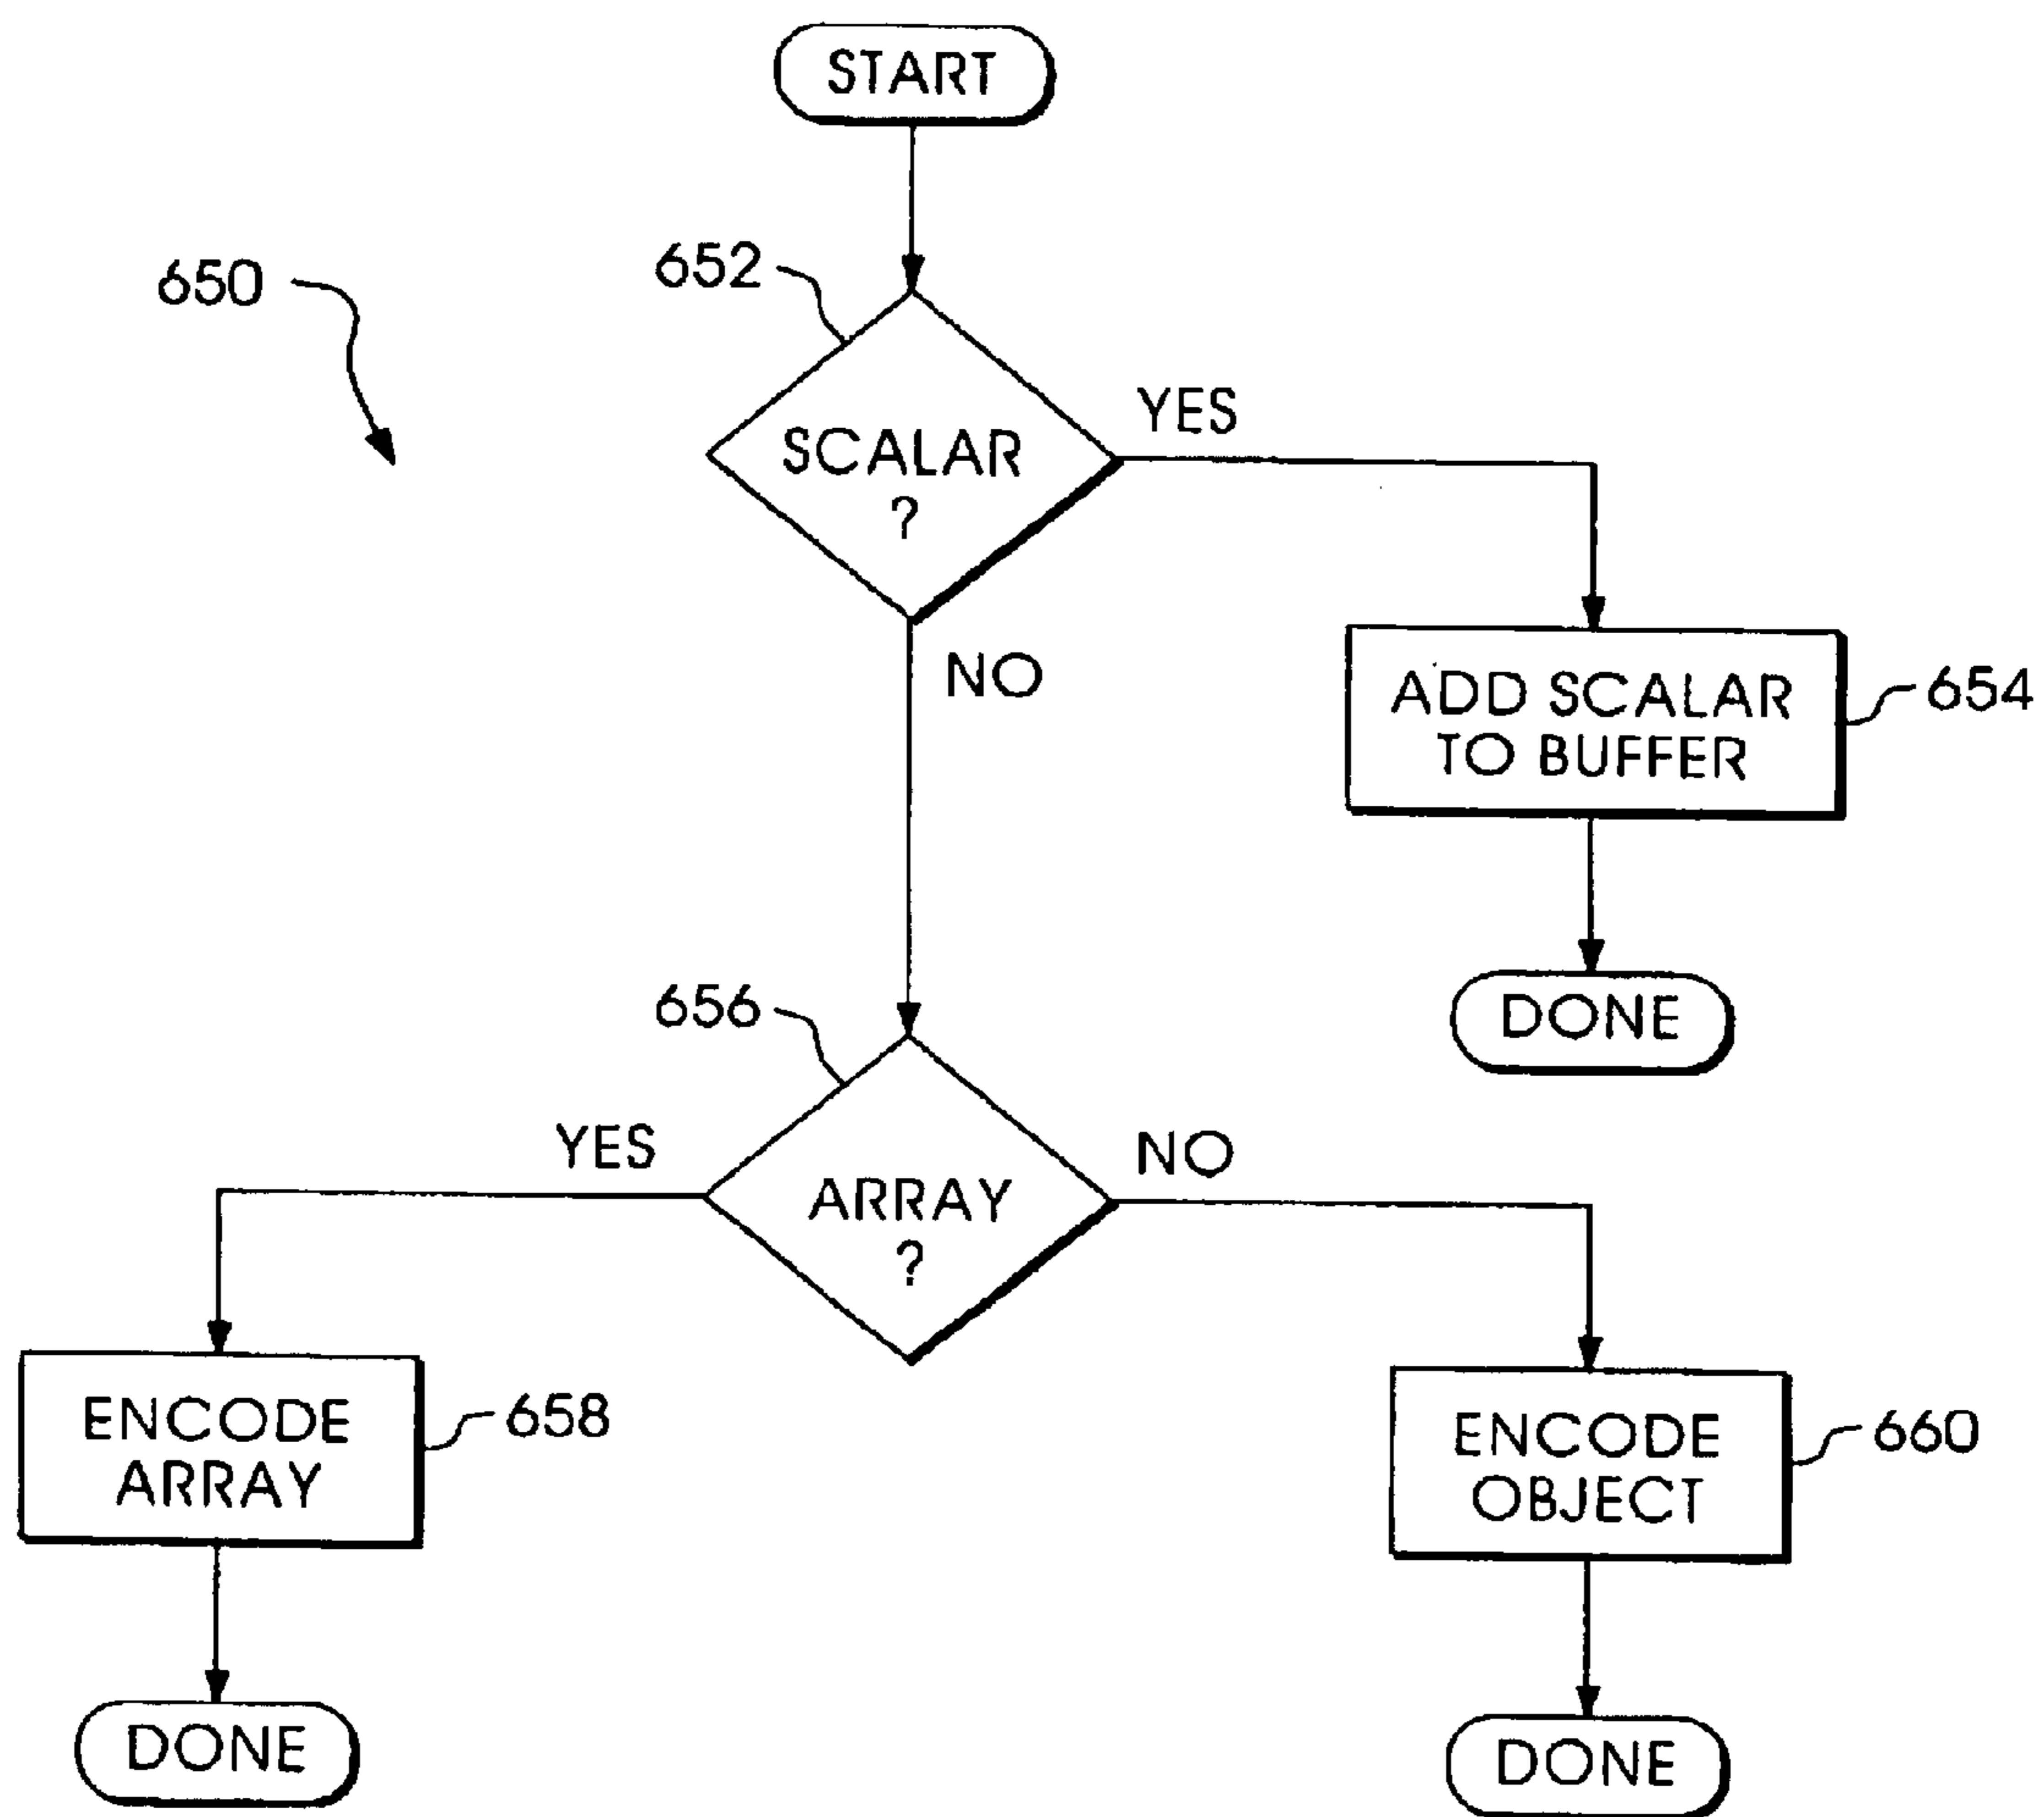 START
650
652
SCALAR
?
YES
NO
ADD SCALAR
TO BUFFER
654
DONE
656
YES
ARRAY
?
NO
ENCODE
ARRAY
658
ENCODE
OBJECT
660
DONE
DONE